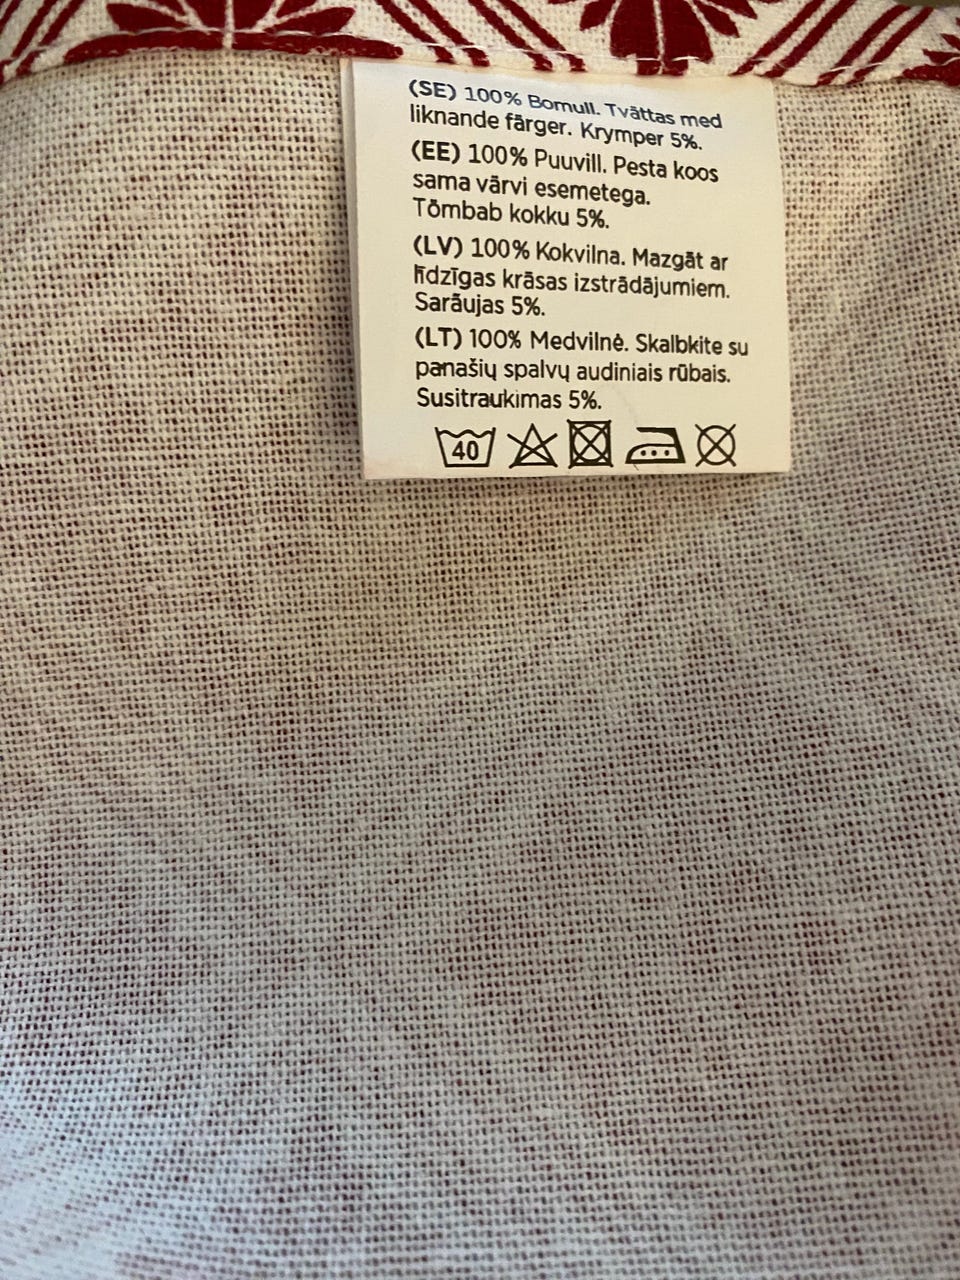 (SE) 100% Bomull. Tvättas med
liknande färger. Krymper 5%.
(EE) 100% Puuvill. Pesta koos
sama värvi esemetega.
Tõmbab kokku 5%.
(LV) 100% Kokvilna. Mazgāt ar
līdzīgas krāsas izstrādājumiem.
Sarāujas 5%.
(LT) 100% Medvilnė. Skalbkite su
panašių spalvų audiniais rūbais.
Susitraukimas 5%.
40